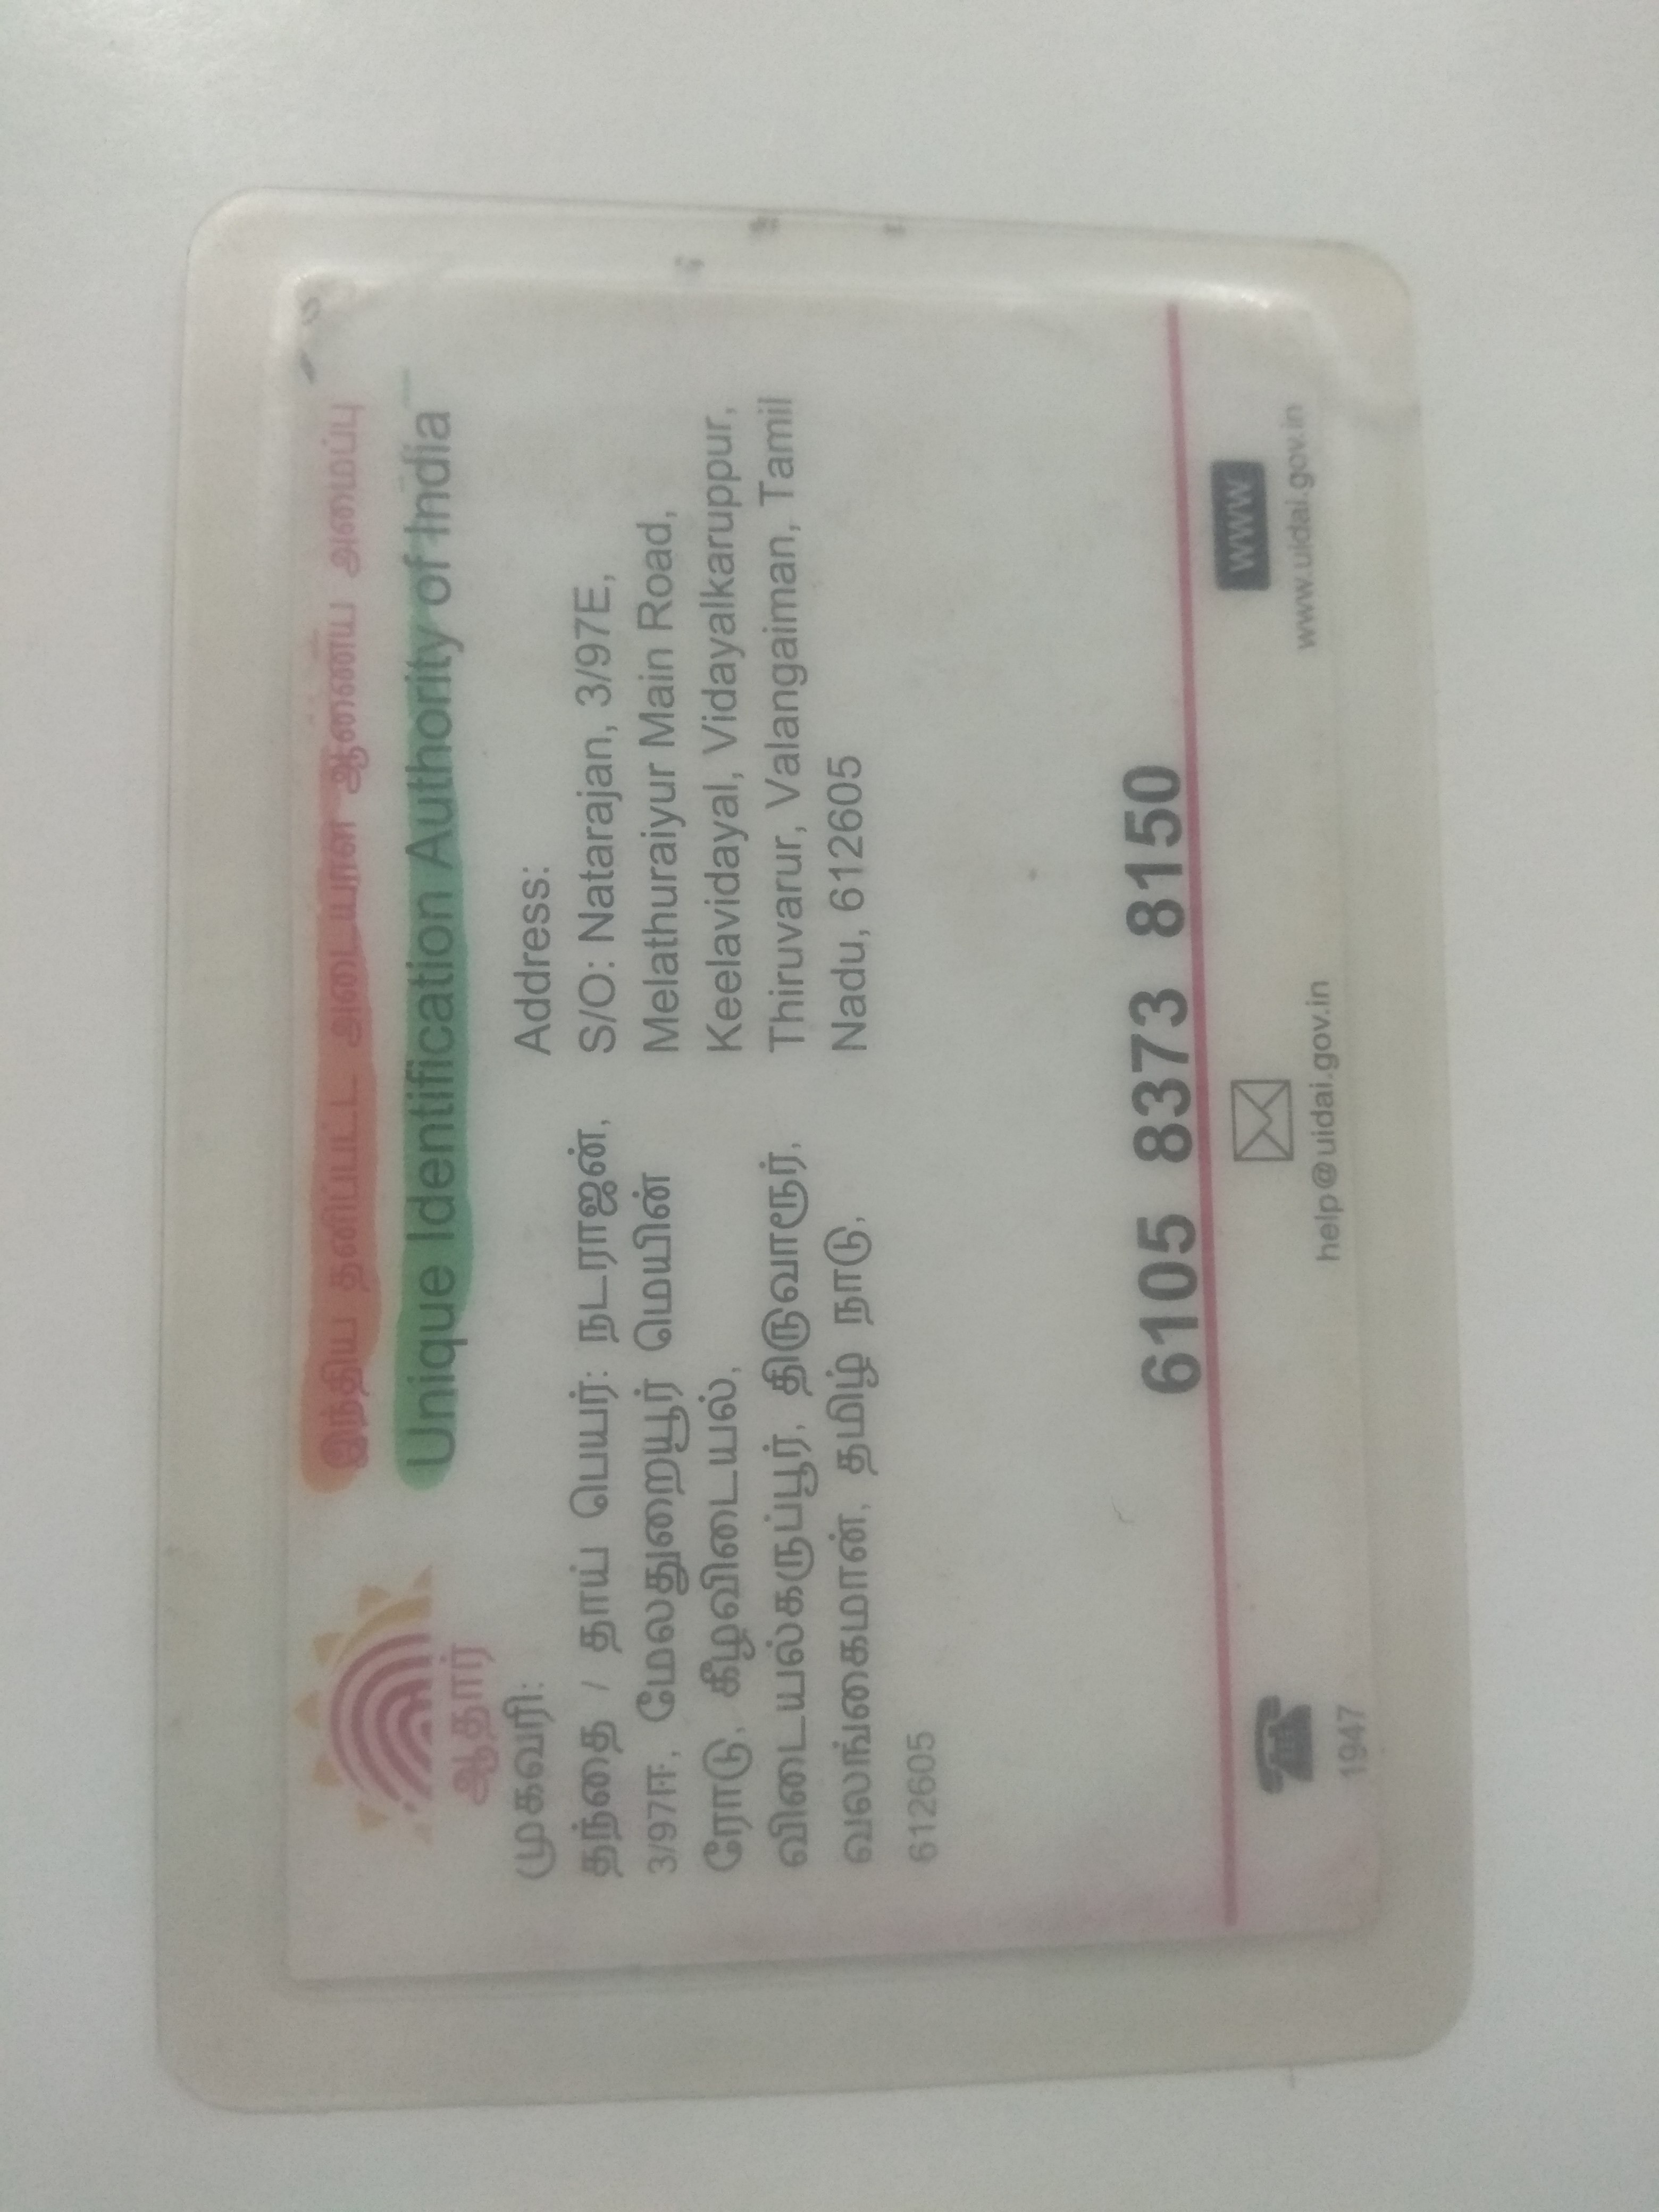 இந்திய தனிப்பட்ட அடையாள ஆணைய அமைப்பு
Unique Identification Authority of India
ஆதார்
முகவரி:
தந்தை / தாய் பெயர்: நடராஜன்,
3/97ஈ, மேலதுறையூர் மெயின்
ரோடு, கீழவிடையல்,
விடையல்கருப்பூர், திருவாரூர்,
வலங்கைமான், தமிழ் நாடு,
612605
Address:
S/O: Natarajan, 3/97E,
Melathuraiyur Main Road,
Keelavidayal, Vidayalkaruppur,
Thiruvarur, Valangaiman, Tamil
Nadu, 612605
6105 8373 8150
1947
help@uidai.gov.in
WWW
www.uidai.gov.in